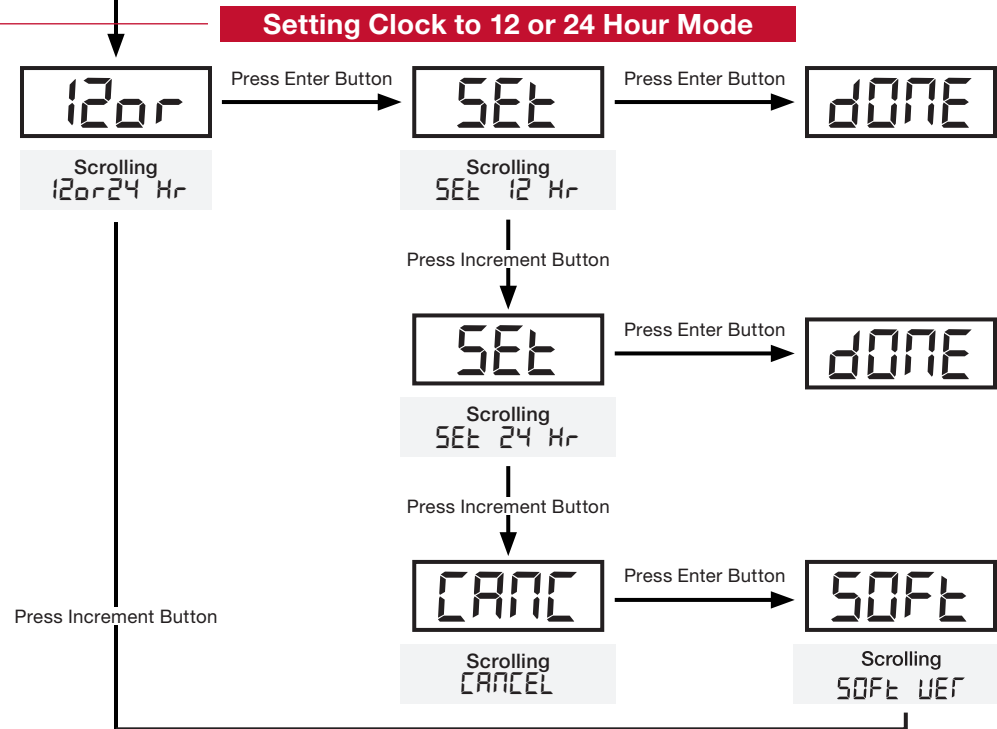 Setting Clock to 12 or 24 Hour Mode
12or
Press Enter Button
SEt
Press Enter Button
dONE
Scrolling
12or24 Hr
Scrolling
SEt 12 Hr
Press Increment Button
SEt
Press Enter Button
dONE
Scrolling
SEt 24 Hr
Press Increment Button
CANC
Press Enter Button
SOFt
Press Increment Button
Scrolling
CANCEL
Scrolling
SOFt VEr